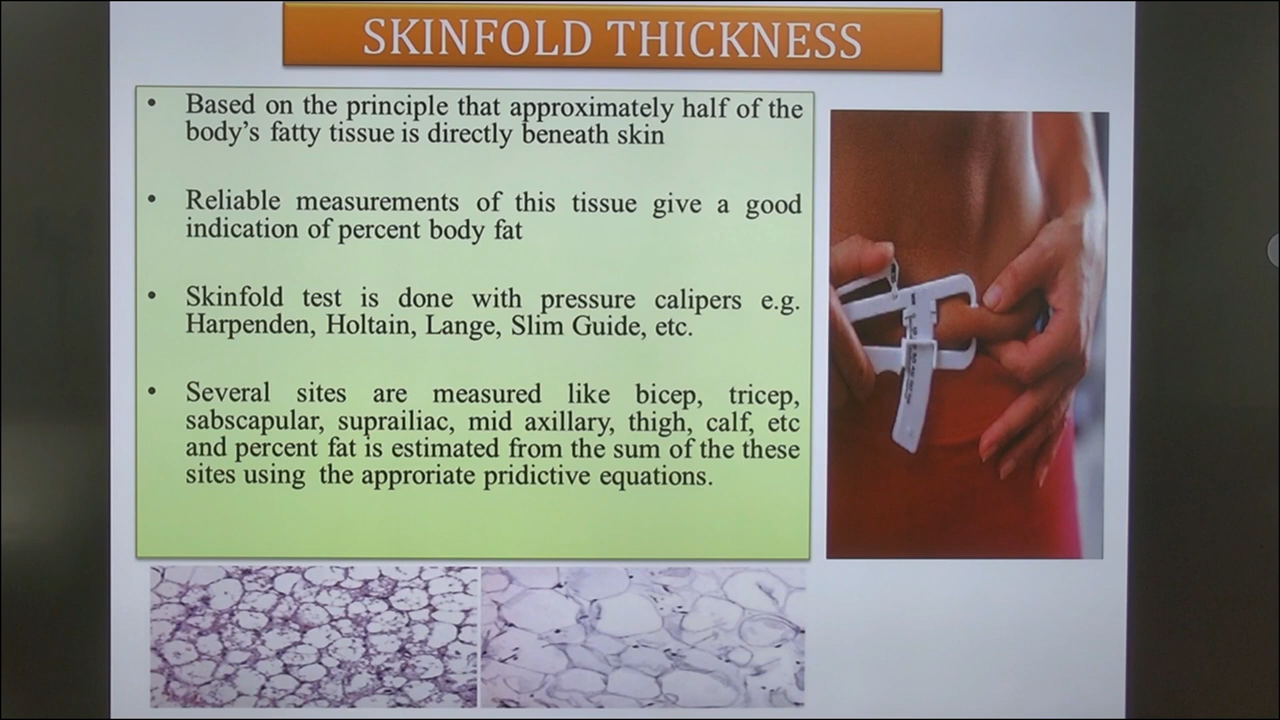 SKINFOLD THICKNESS
• Based on the principle that approximately half of the
body's fatty tissue is directly beneath skin
• Reliable measurements of this tissue give a good
indication of percent body fat
• Skinfold test is done with pressure calipers e.g.
Harpenden, Holtain, Lange, Slim Guide, etc.
• Several sites are measured like bicep, tricep,
sabscapular, suprailiac, mid axillary, thigh, calf, etc
and percent fat is estimated from the sum of the these
sites using the approriate pridictive equations.